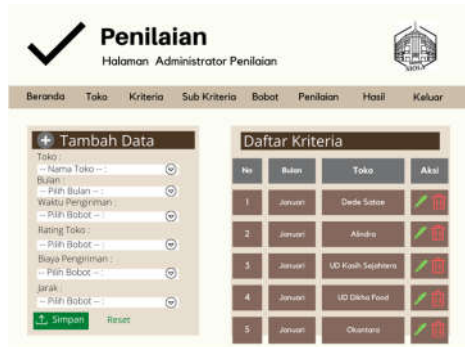 Penilaian
Halaman Administrator Penilaian
Beranda Toko Kriteria Sub Kriteria Bobot Penilaian Hasil Keluar
Tambah Data
Toko :
-- Nama Toko -- :
Bulan :
-- Pilih Bulan -- :
Waktu Pengiriman :
-- Pilih Bobot -- :
Rating Toko :
-- Pilih Bobot -- :
Biaya Pengiriman :
-- Pilih Bobot -- :
Jarak :
-- Pilih Bobot -- :
Simpan Reset
Daftar Kriteria
No Bulan Toko Aksi
1 Januari Dede Satoe
2 Januari Alindra
3 Januari UD Kasih Sejahtera
4 Januari UD Dikha Food
5 Januari Okantara